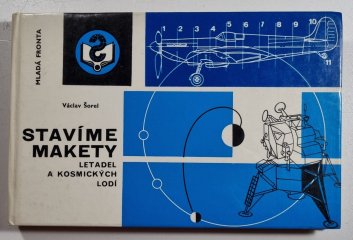 MLADÁ FRONTA
1 2 3 4 5 6 7 8 9 10
11
Václav Šorel
STAVÍME
MAKETY
LETADEL
A KOSMICKÝCH
LODÍ